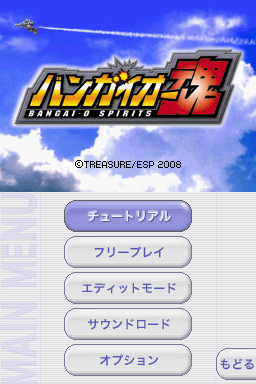 バンガイオー魂
BANGAI-O SPIRITS
©TREASURE/ESP 2008
MAIN MENU
チュートリアル
フリープレイ
エディットモード
サウンドロード
オプション
もどる